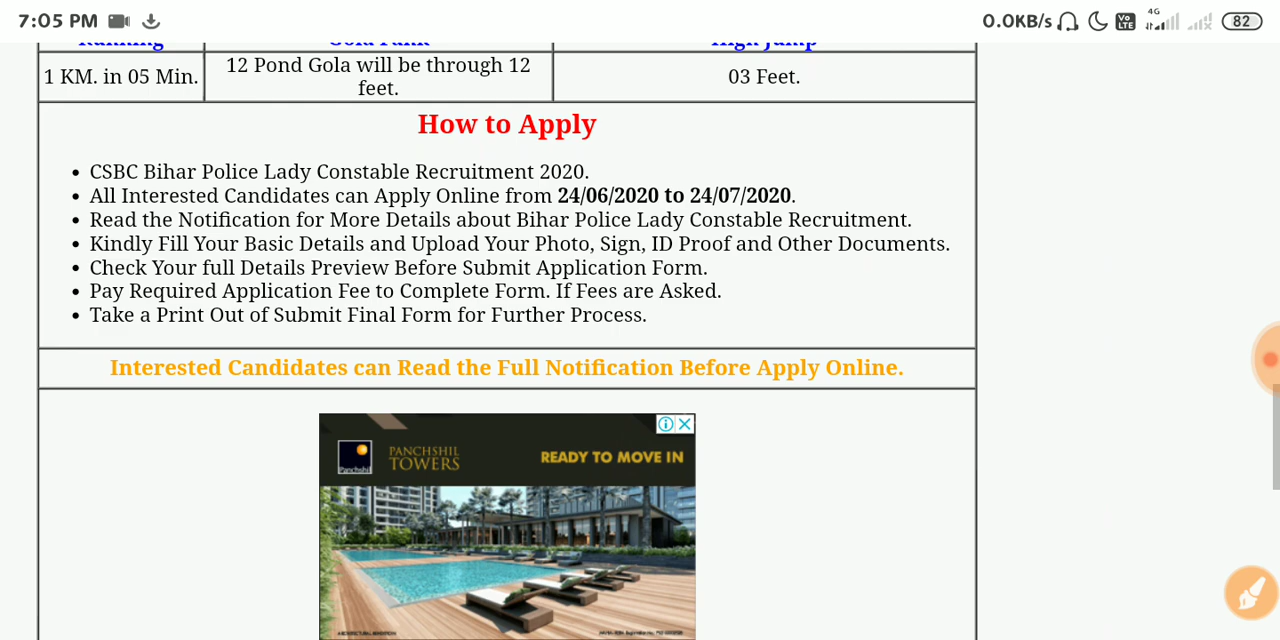 7:05 PM
0.0KB/s
Vo
LTE
4G
82
1 KM. in 05 Min.
12 Pond Gola will be through 12
feet.
03 Feet.
How to Apply
CSBC Bihar Police Lady Constable Recruitment 2020.
All Interested Candidates can Apply Online from 24/06/2020 to 24/07/2020.
Read the Notification for More Details about Bihar Police Lady Constable Recruitment.
Kindly Fill Your Basic Details and Upload Your Photo, Sign, ID Proof and Other Documents.
Check Your full Details Preview Before Submit Application Form.
Pay Required Application Fee to Complete Form. If Fees are Asked.
Take a Print Out of Submit Final Form for Further Process.
Interested Candidates can Read the Full Notification Before Apply Online.
Panchshil
PANCHSHIL
TOWERS
READY TO MOVE IN